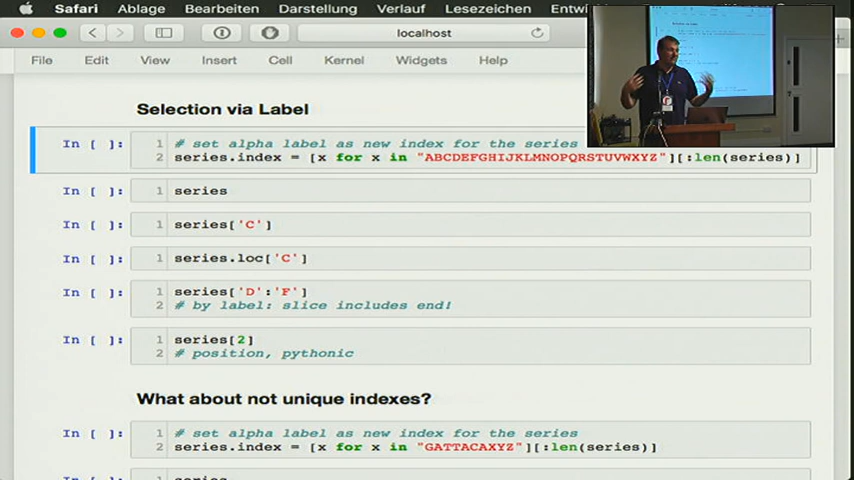 Safari Ablage Bearbeiten Darstellung Verlauf Lesezeichen
localhost
File Edit View Insert Cell Kernel Widgets Help
Selection via Label
In [ ]: 1 # set alpha label as new index for the series
2 series.index = [x for x in "ABCDEFGHIJKLMNOPQRSTUVWXYZ"][:len(series)]
In [ ]: 1 series
In [ ]: 1 series['C']
In [ ]: 1 series.loc['C']
In [ ]: 1 series['D':'F']
2 # by label: slice includes end!
In [ ]: 1 series[2]
2 # position, pythonic
What about not unique indexes?
In [ ]: 1 # set alpha label as new index for the series
2 series.index = [x for x in "GATTACAXYZ"][:len(series)]